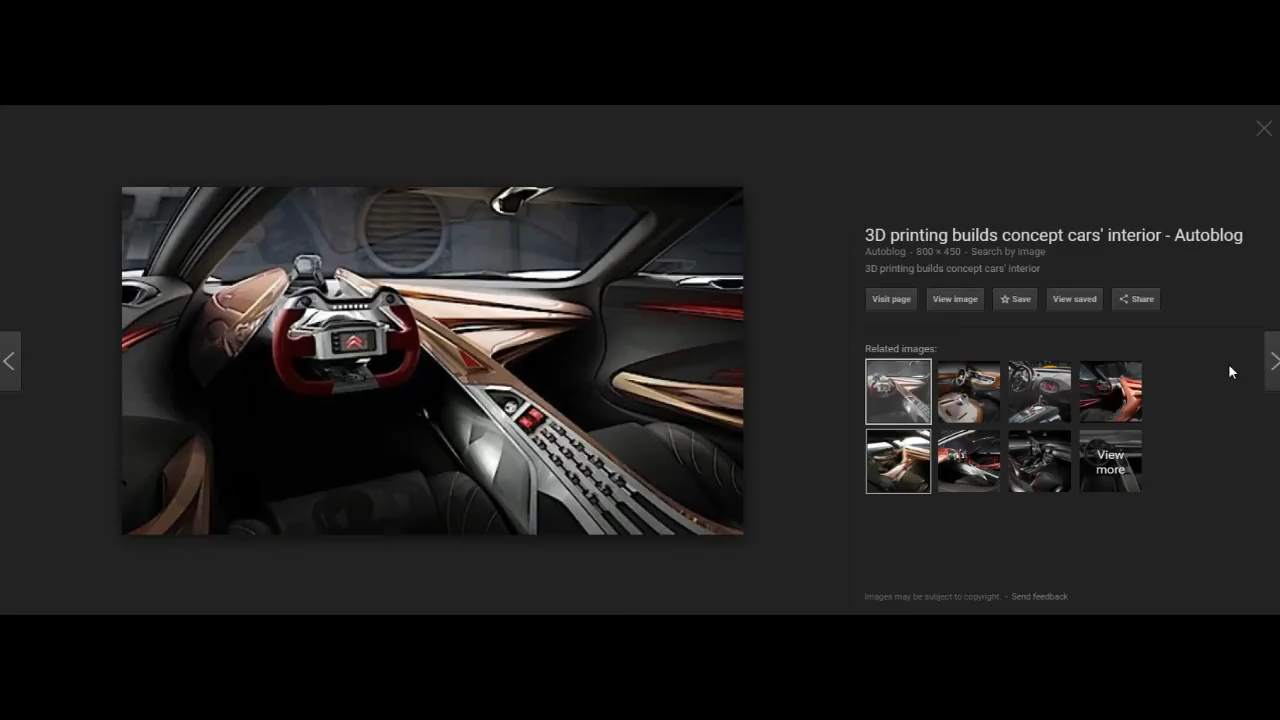 3D printing builds concept cars' interior - Autoblog
Autoblog - 800 × 450 - Search by image
3D printing builds concept cars' interior
Visit page
View image
Save
View saved
Share
Related images:
View
more
Images may be subject to copyright. - Send feedback